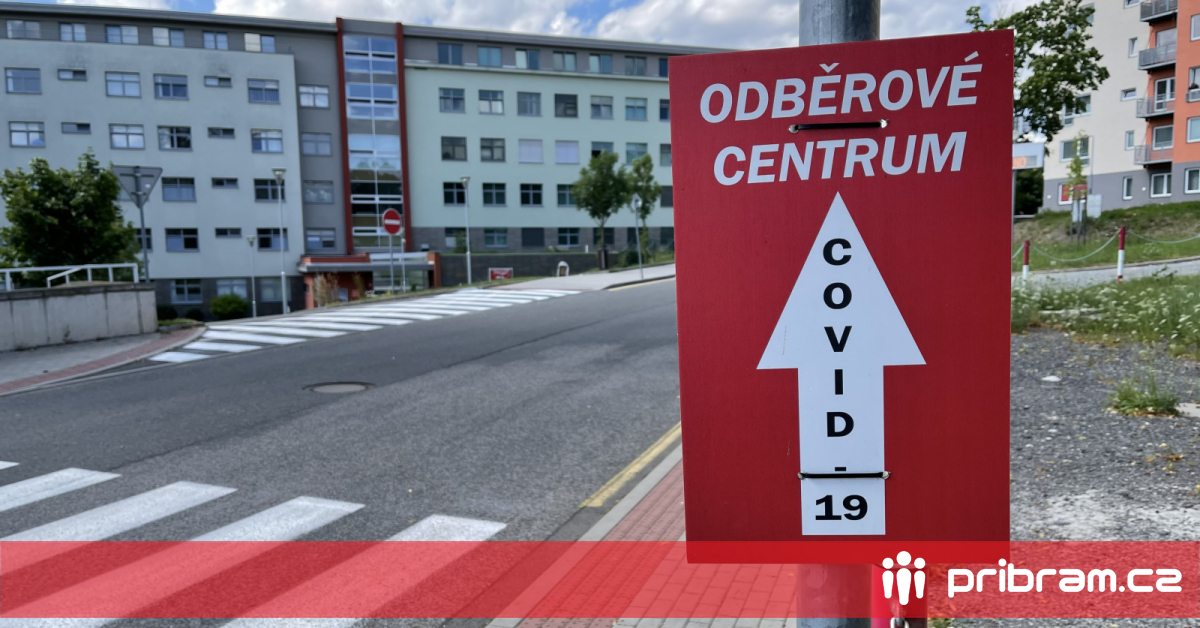 ODBĚROVÉ
CENTRUM
COVID-
19
pribram.cz